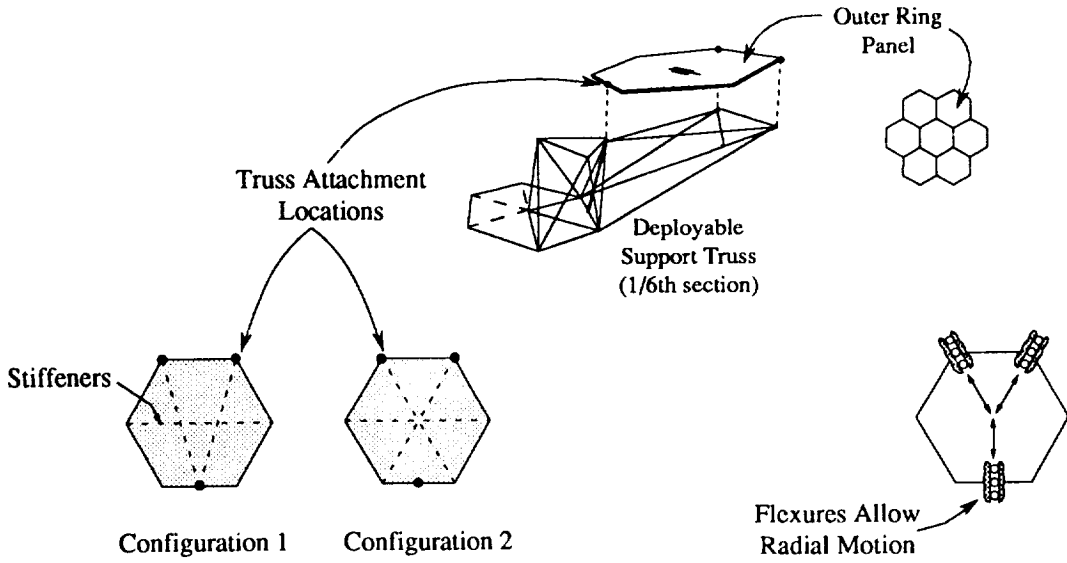 Outer Ring
Panel
Truss Attachment
Locations
Deployable
Support Truss
(1/6th section)
Stiffeners
Configuration 1
Configuration 2
Flexures Allow
Radial Motion